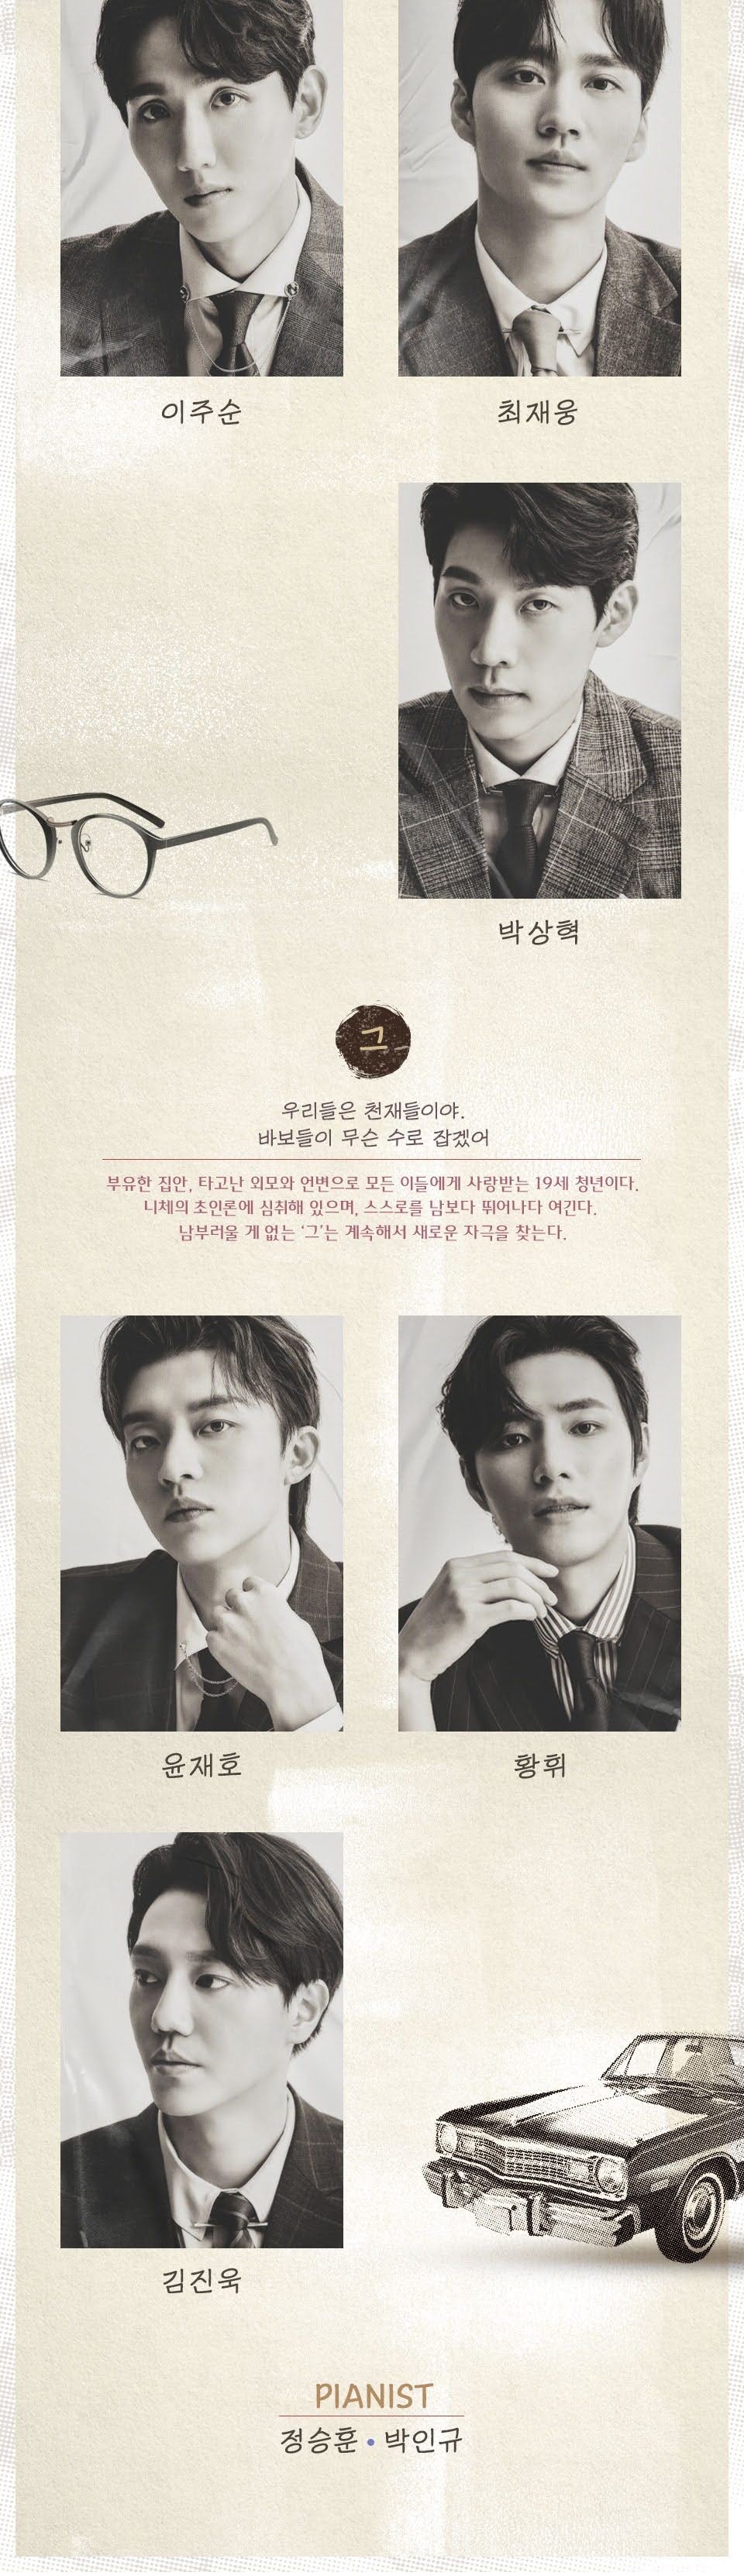 이주순
최재웅
박상혁
그
우리들은 천재들이야.
바보들이 무슨 수로 잡겠어
부유한 집안, 타고난 외모와 언변으로 모든 이들에게 사랑받는 19세 청년이다.
니체의 초인론에 심취해 있으며, 스스로를 남보다 뛰어나다 여긴다.
남부러울 게 없는 ‘그’는 계속해서 새로운 자극을 찾는다.
윤재호
황휘
김진욱
PIANIST
정승훈 • 박인규